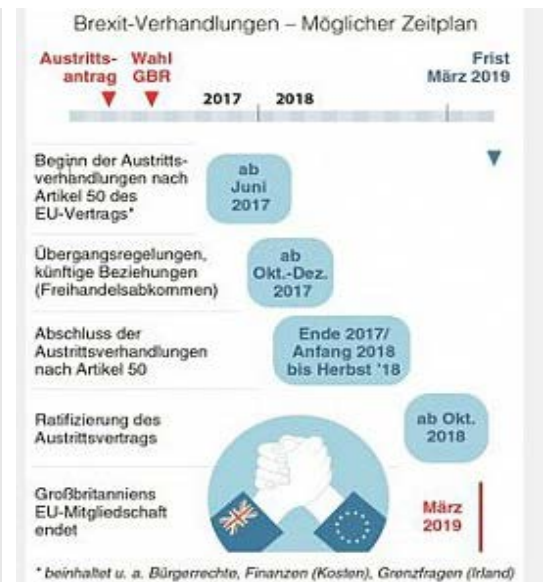 Brexit-Verhandlungen – Möglicher Zeitplan
Austritts-
antrag
Wahl
GBR
Frist
März 2019
2017
2018
Beginn der Austritts-
verhandlungen nach
Artikel 50 des
EU-Vertrags*
ab
Juni
2017
Übergangsregelungen,
künftige Beziehungen
(Freihandelsabkommen)
ab
Okt.-Dez.
2017
Abschluss der
Austrittsverhandlungen
nach Artikel 50
Ende 2017/
Anfang 2018
bis Herbst '18
Ratifizierung des
Austrittsvertrags
ab Okt.
2018
Großbritanniens
EU-Mitgliedschaft
endet
März
2019
* beinhaltet u. a. Bürgerrechte, Finanzen (Kosten), Grenzfragen (Irland)